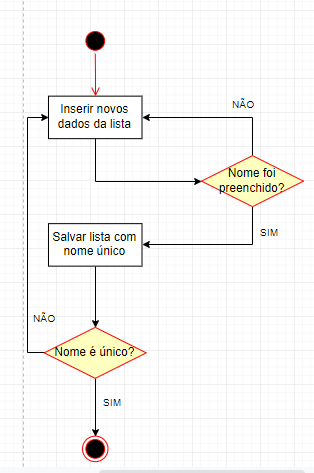 Inserir novos
dados da lista
NÃO
Nome foi
preenchido?
SIM
Salvar lista com
nome único
NÃO
Nome é único?
SIM